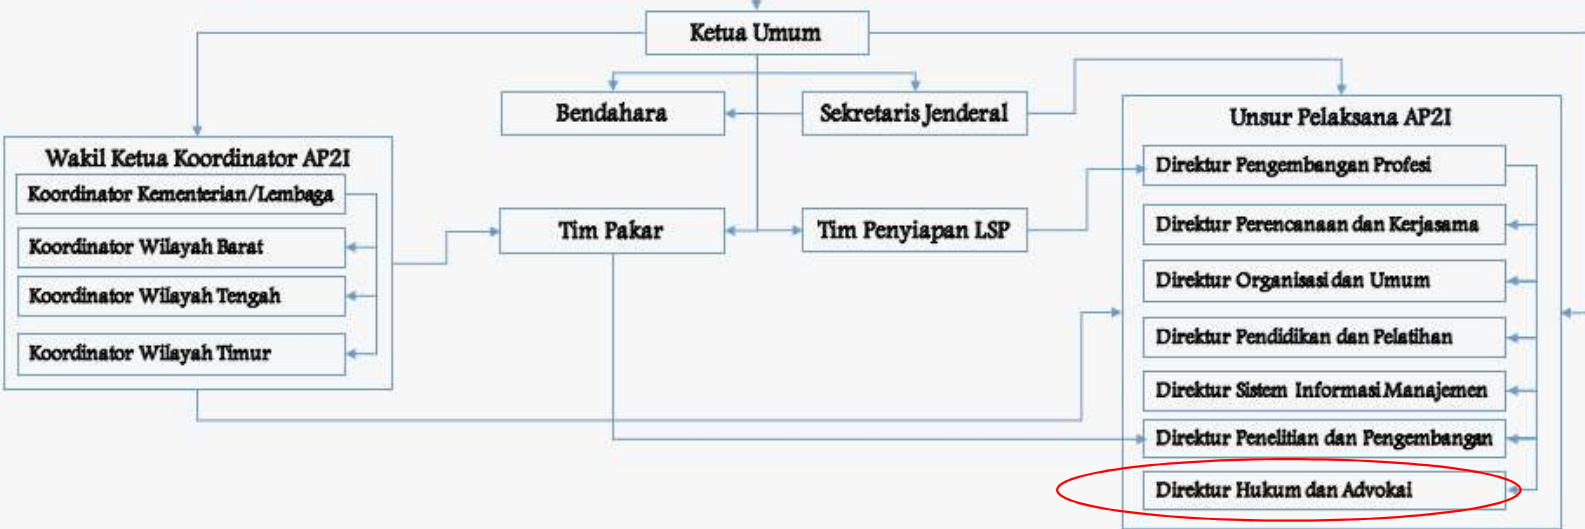 Ketua Umum
Bendahara
Sekretaris Jenderal
Wakil Ketua Koordinator AP2I
Koordinator Kementerian/Lembaga
Koordinator Wilayah Barat
Koordinator Wilayah Tengah
Koordinator Wilayah Timur
Tim Pakar
Tim Penyiapan LSP
Unsur Pelaksana AP2I
Direktur Pengembangan Profesi
Direktur Perencanaan dan Kerjasama
Direktur Organisasi dan Umum
Direktur Pendidikan dan Pelatihan
Direktur Sistem Informasi Manajemen
Direktur Penelitian dan Pengembangan
Direktur Hukum dan Advokai